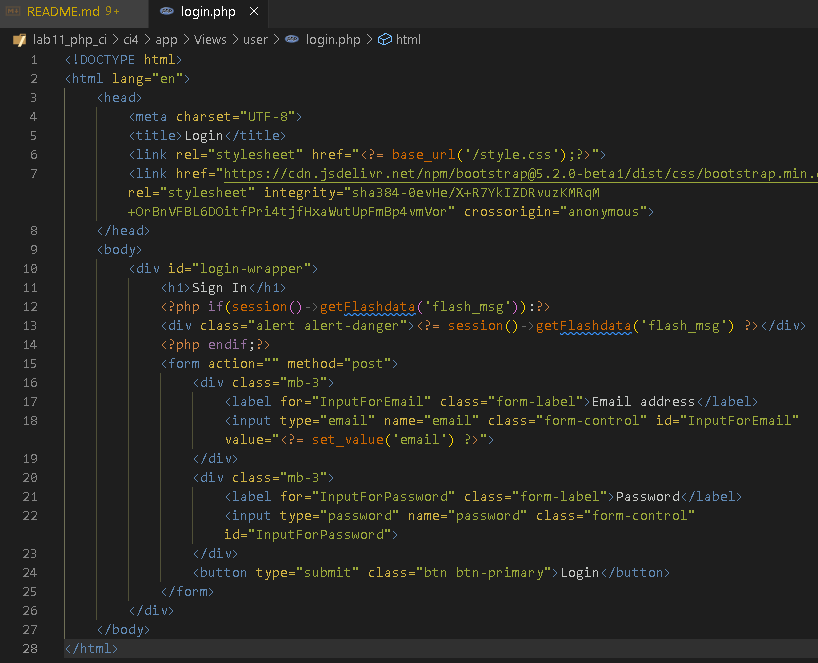 README.md 9+ login.php
lab11_php_ci > ci4 > app > Views > user > login.php > html
1 <!DOCTYPE html>
2 <html lang="en">
3 <head>
4 <meta charset="UTF-8">
5 <title>Login</title>
6 <link rel="stylesheet" href="<?= base_url('/style.css');?>">
7 <link href="https://cdn.jsdelivr.net/npm/bootstrap@5.2.0-beta1/dist/css/bootstrap.min.
rel="stylesheet" integrity="sha384-0evHe/X+R7YkIZDRvuzKMRqM
+OrBnVFBL6DOitfPri4tjfHxaWutUpFmBp4vmVor" crossorigin="anonymous">
8 </head>
9 <body>
10 <div id="login-wrapper">
11 <h1>Sign In</h1>
12 <?php if(session()->getFlashdata('flash_msg')):?>
13 <div class="alert alert-danger"><?= session()->getFlashdata('flash_msg') ?></div>
14 <?php endif;?>
15 <form action="" method="post">
16 <div class="mb-3">
17 <label for="InputForEmail" class="form-label">Email address</label>
18 <input type="email" name="email" class="form-control" id="InputForEmail"
value="<?= set_value('email') ?>">
19 </div>
20 <div class="mb-3">
21 <label for="InputForPassword" class="form-label">Password</label>
22 <input type="password" name="password" class="form-control"
id="InputForPassword">
23 </div>
24 <button type="submit" class="btn btn-primary">Login</button>
25 </form>
26 </div>
27 </body>
28 </html>